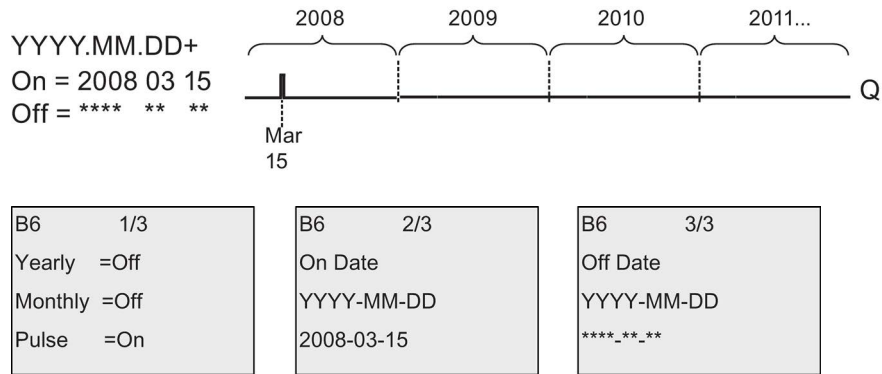 2008 2009 2010 2011...
YYYY.MM.DD+
On = 2008 03 15
Off = **** ** **
Q
Mar
15
B6 1/3
Yearly =Off
Monthly =Off
Pulse =On
B6 2/3
On Date
YYYY-MM-DD
2008-03-15
B6 3/3
Off Date
YYYY-MM-DD
****-**-**